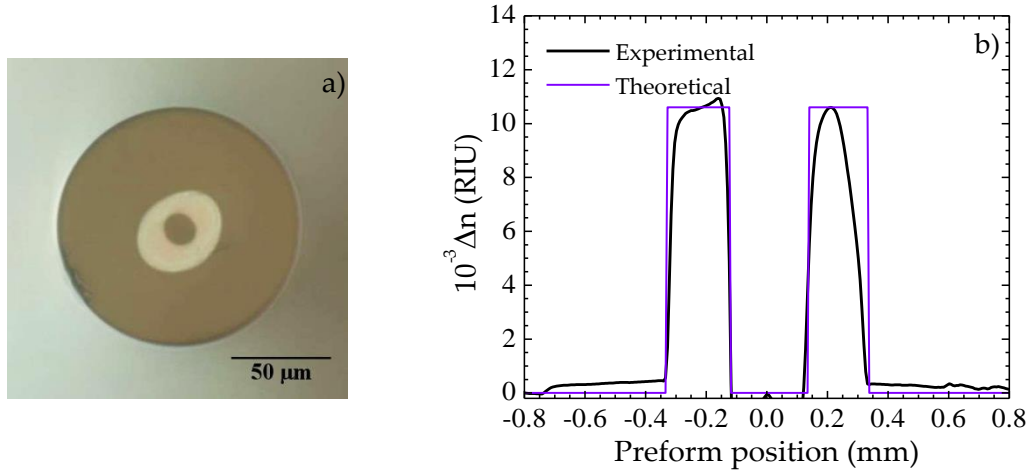 a)
50 μm
b)
Experimental
Theoretical
10⁻³ Δn (RIU)
14
12
10
8
6
4
2
0
-0.8 -0.6 -0.4 -0.2 0.0 0.2 0.4 0.6 0.8
Preform position (mm)